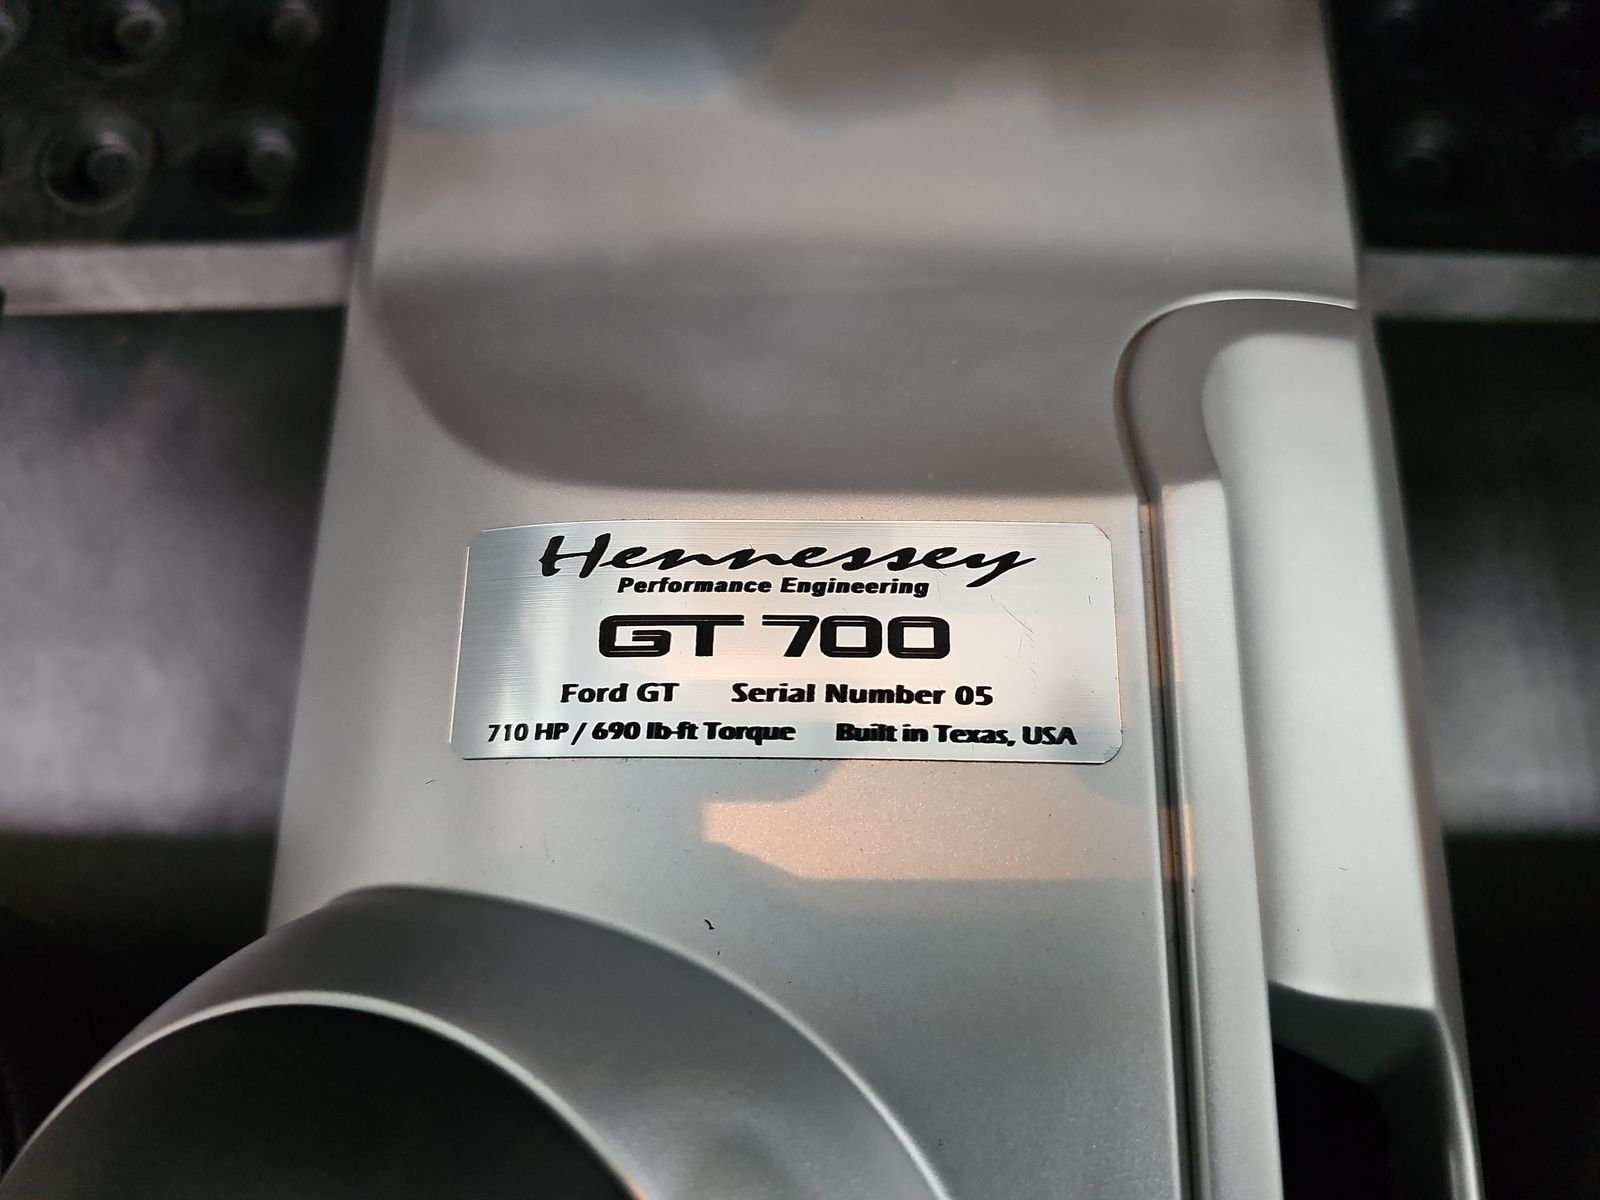 Hennessey
Performance Engineering
GT 700
Ford GT Serial Number 05
710 HP / 690 lb-ft Torque Built in Texas, USA